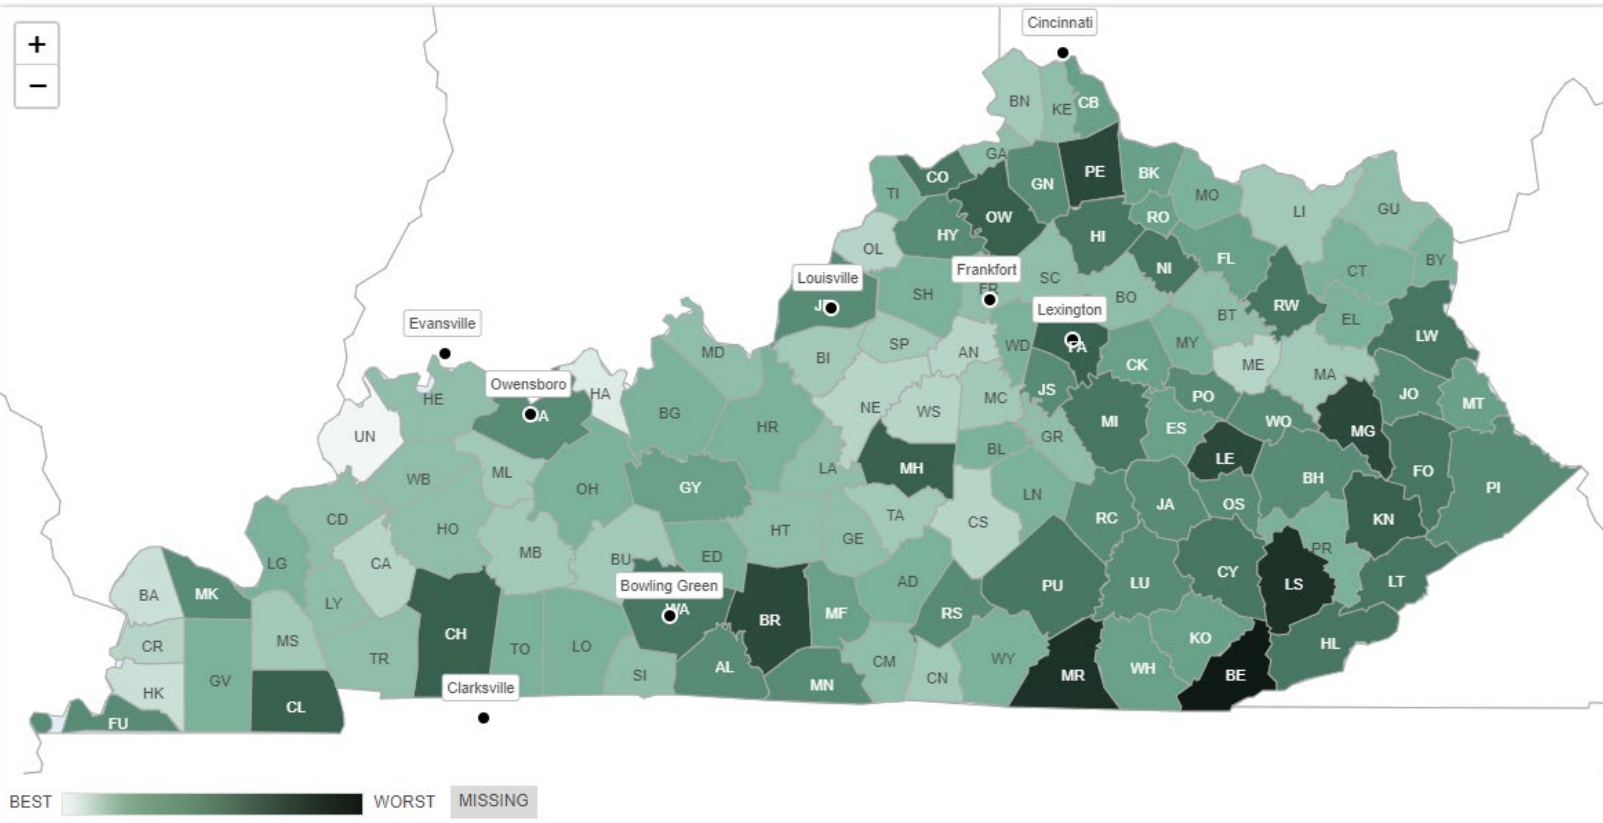 +
−
Cincinnati
BN
KE
CB
GA
PE
CO
GN
BK
TI
MO
LI
GU
OW
RO
HY
HI
OL
FL
BY
NI
CT
Louisville
Frankfort
SC
SH
FR
BO
RW
J
Lexington
BT
EL
Evansville
LW
SP
WD
FA
MY
MD
BI
AN
CK
ME
MA
Owensboro
HA
JS
PO
JO
HE
MC
MT
A
BG
NE
WS
MI
WO
HR
ES
MG
UN
GR
BL
LE
LA
MH
ML
FO
WB
BH
PI
OH
GY
LN
JA
OS
CD
TA
RC
KN
HO
HT
CS
GE
MB
PR
BU
ED
CA
LG
CY
AD
LU
LT
Bowling Green
PU
LS
BA
MK
LY
WA
MF
RS
BR
CH
MS
KO
CR
TO
LO
HL
TR
WY
CM
AL
WH
SI
MR
BE
GV
CN
MN
HK
Clarksville
CL
FU
BEST
WORST
MISSING